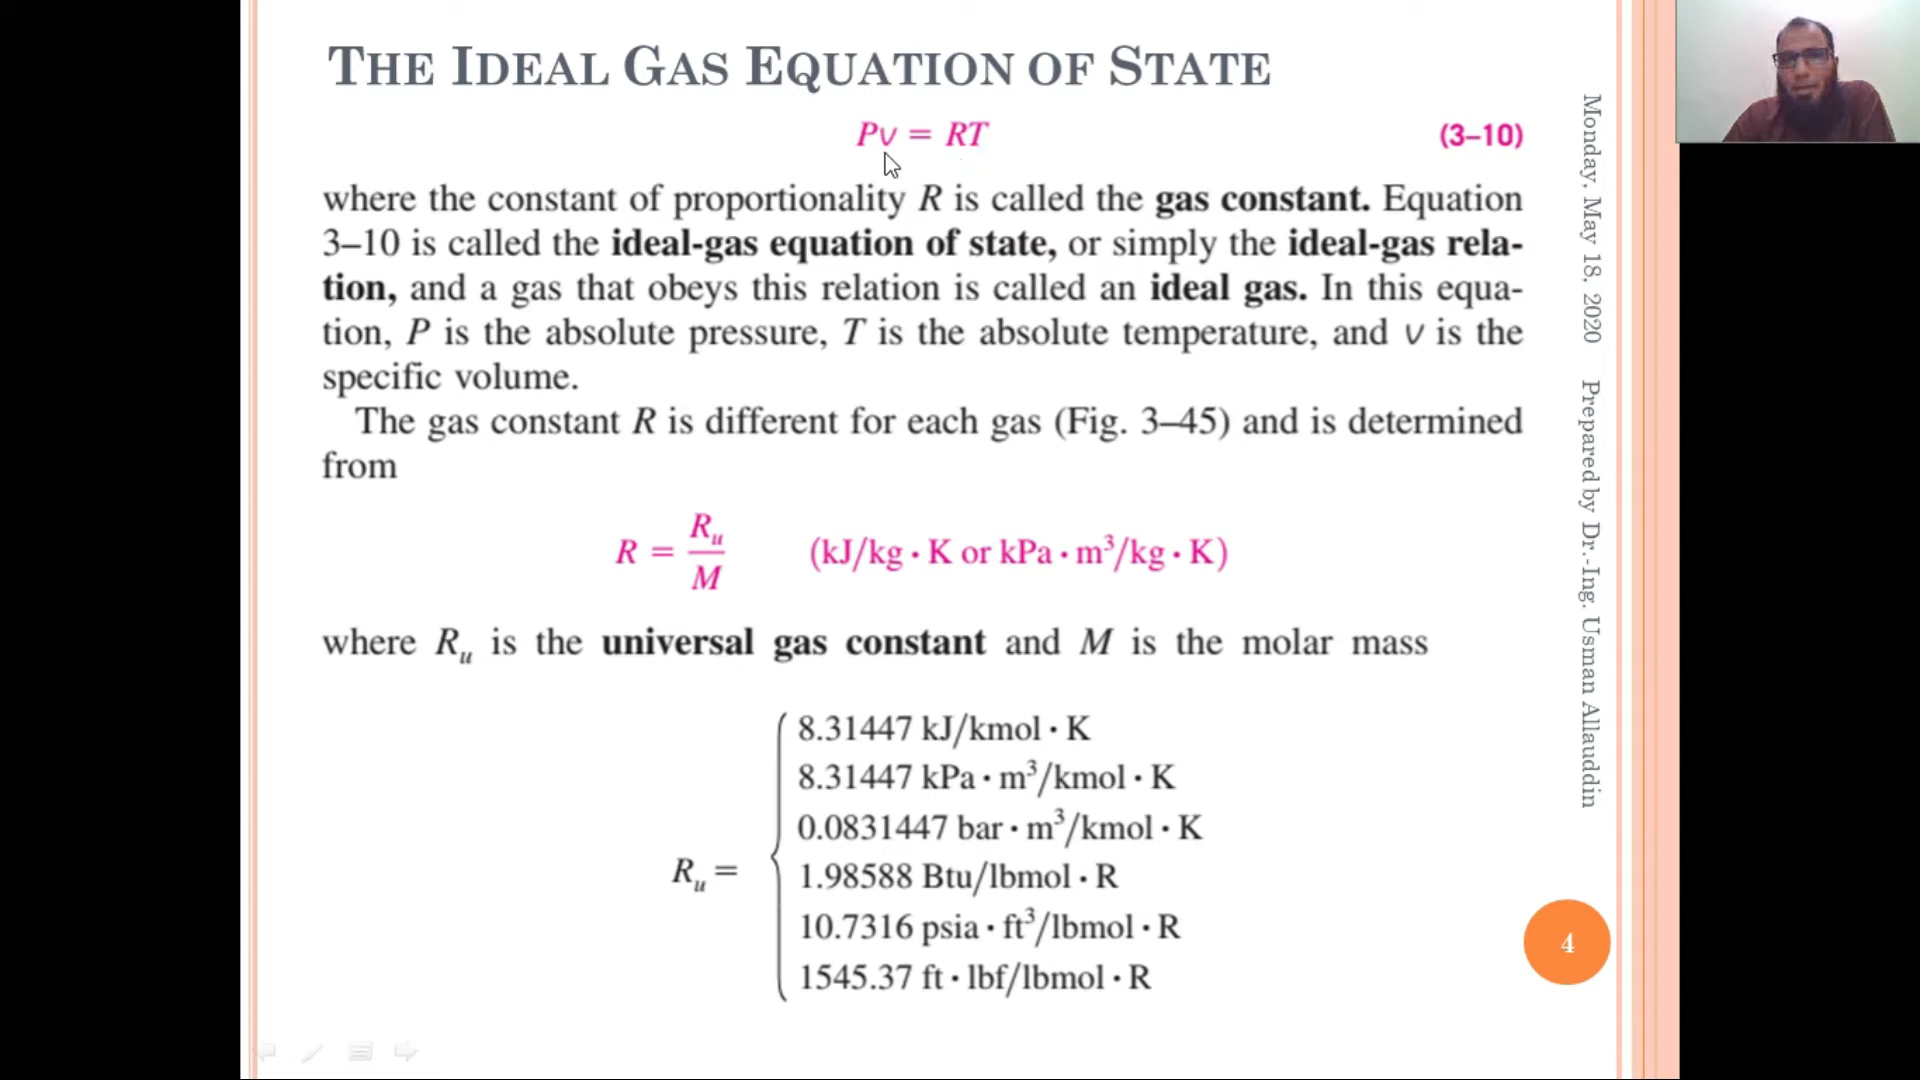 THE IDEAL GAS EQUATION OF STATE
Pv = RT (3–10)
where the constant of proportionality R is called the gas constant. Equation
3–10 is called the ideal-gas equation of state, or simply the ideal-gas rela-
tion, and a gas that obeys this relation is called an ideal gas. In this equa-
tion, P is the absolute pressure, T is the absolute temperature, and v is the
specific volume.
The gas constant R is different for each gas (Fig. 3–45) and is determined
from
R = R_u / M (kJ/kg · K or kPa · m³/kg · K)
where R_u is the universal gas constant and M is the molar mass
R_u =
8.31447 kJ/kmol · K
8.31447 kPa · m³/kmol · K
0.0831447 bar · m³/kmol · K
1.98588 Btu/lbmol · R
10.7316 psia · ft³/lbmol · R
1545.37 ft · lbf/lbmol · R
Monday, May 18, 2020 Prepared by Dr.-Ing. Usman Allauddin
4